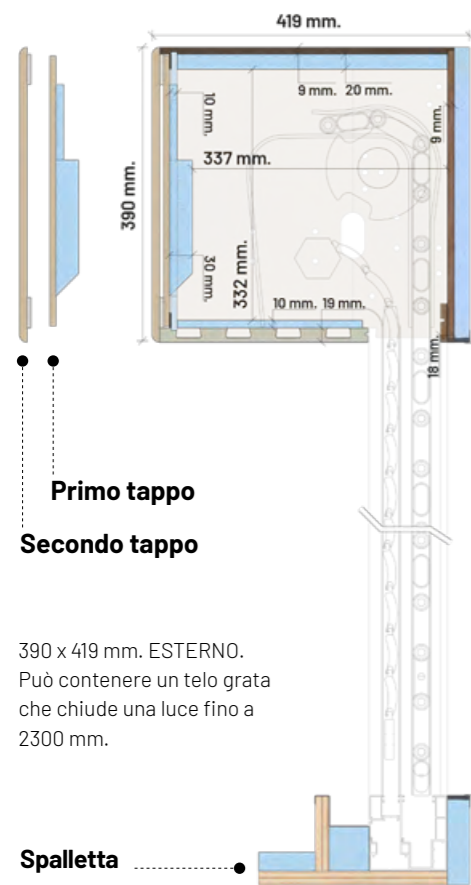 419 mm.
9 mm. 20 mm.
10 mm.
9 mm.
337 mm.
390 mm.
30 mm.
332 mm.
10 mm. 19 mm.
18 mm.
Primo tappo
Secondo tappo
390 x 419 mm. ESTERNO.
Può contenere un telo grata
che chiude una luce fino a
2300 mm.
Spalletta